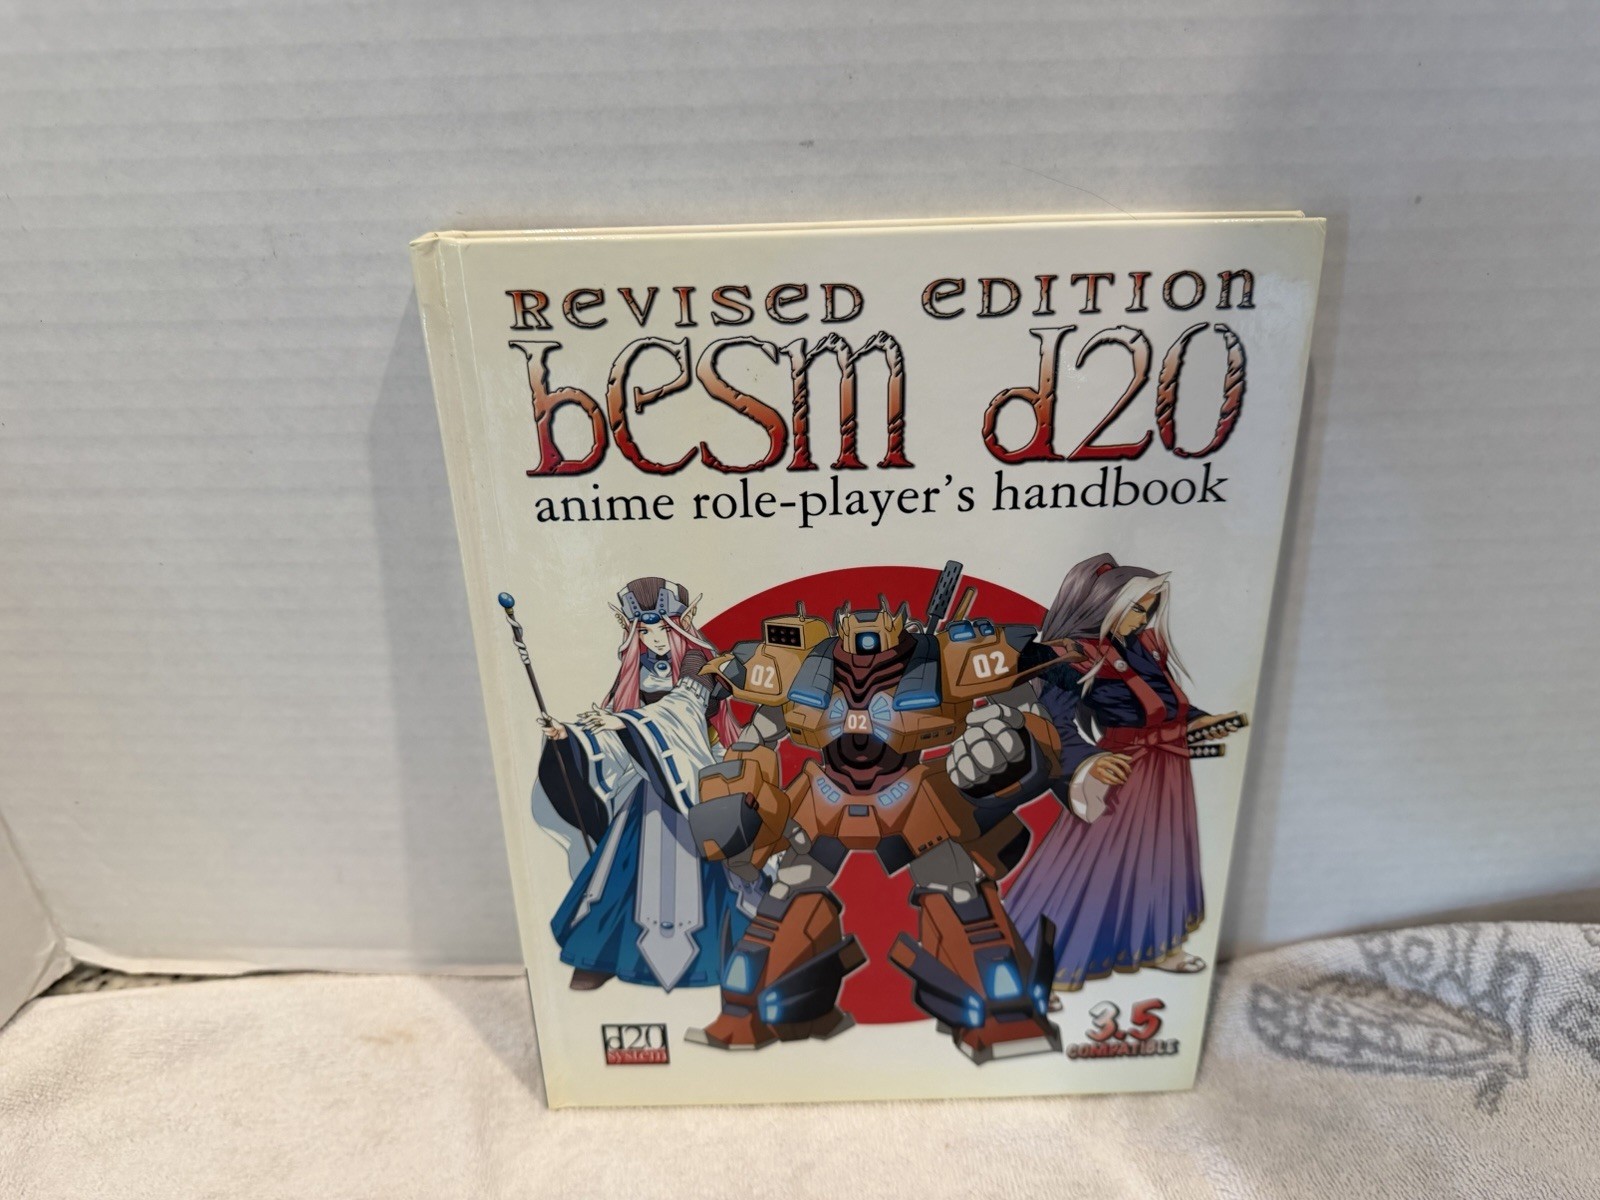 REVISED EDITION
besm d20
anime role-player's handbook
02
02
02
d20
system
3.5
COMPATIBLE